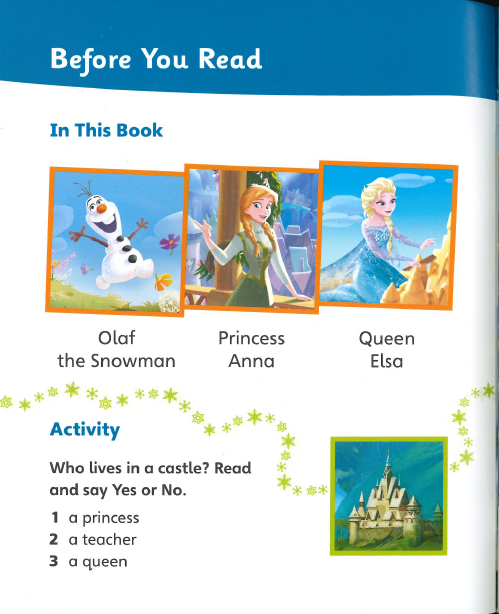 Before You Read
In This Book
Olaf
the Snowman
Princess
Anna
Queen
Elsa
Activity
Who lives in a castle? Read
and say Yes or No.
1 a princess
2 a teacher
3 a queen